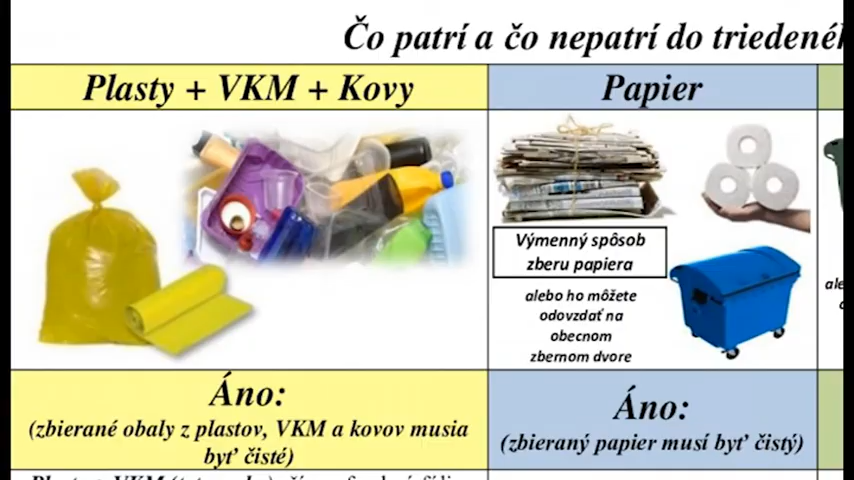 Čo patrí a čo nepatrí do
Plasty + VKM + Kovy
Papier
Výmenný spôsob
zberu papiera
alebo ho môžete
odovzdať na
obecnom
zbernom dvore
Áno:
(zbierané obaly z plastov, VKM a kovov musia
byť čisté)
Áno:
(zbieraný papier musí byť čistý)